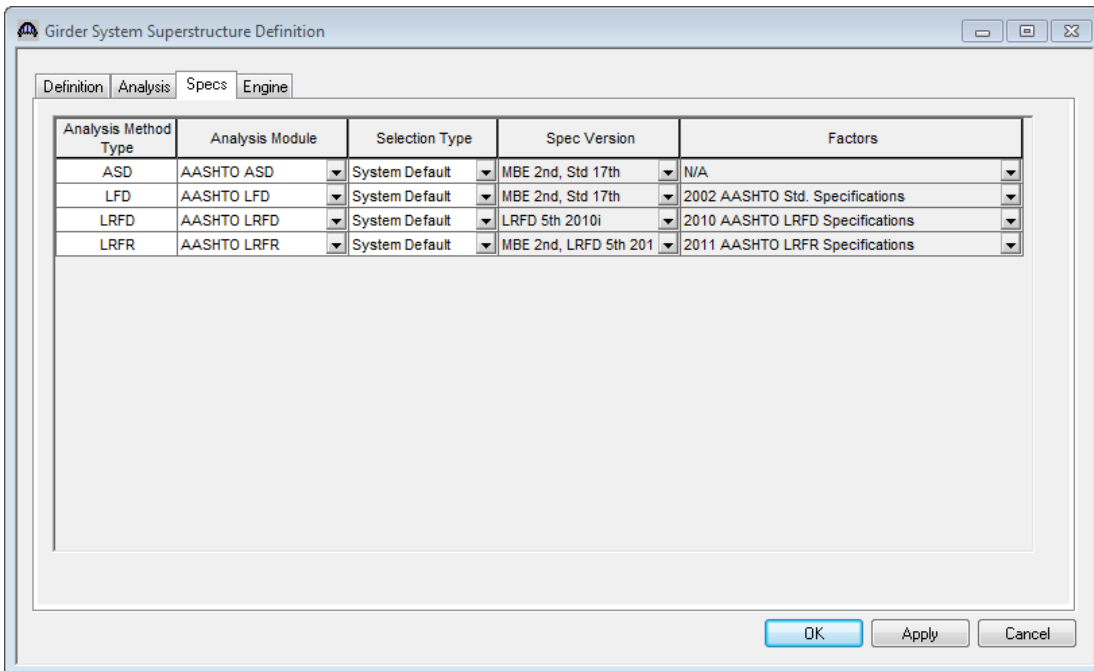 Girder System Superstructure Definition
Definition Analysis Specs Engine
Analysis Method Type Analysis Module Selection Type Spec Version Factors
ASD AASHTO ASD System Default MBE 2nd, Std 17th N/A
LFD AASHTO LFD System Default MBE 2nd, Std 17th 2002 AASHTO Std. Specifications
LRFD AASHTO LRFD System Default LRFD 5th 2010i 2010 AASHTO LRFD Specifications
LRFR AASHTO LRFR System Default MBE 2nd, LRFD 5th 201 2011 AASHTO LRFR Specifications
OK Apply Cancel